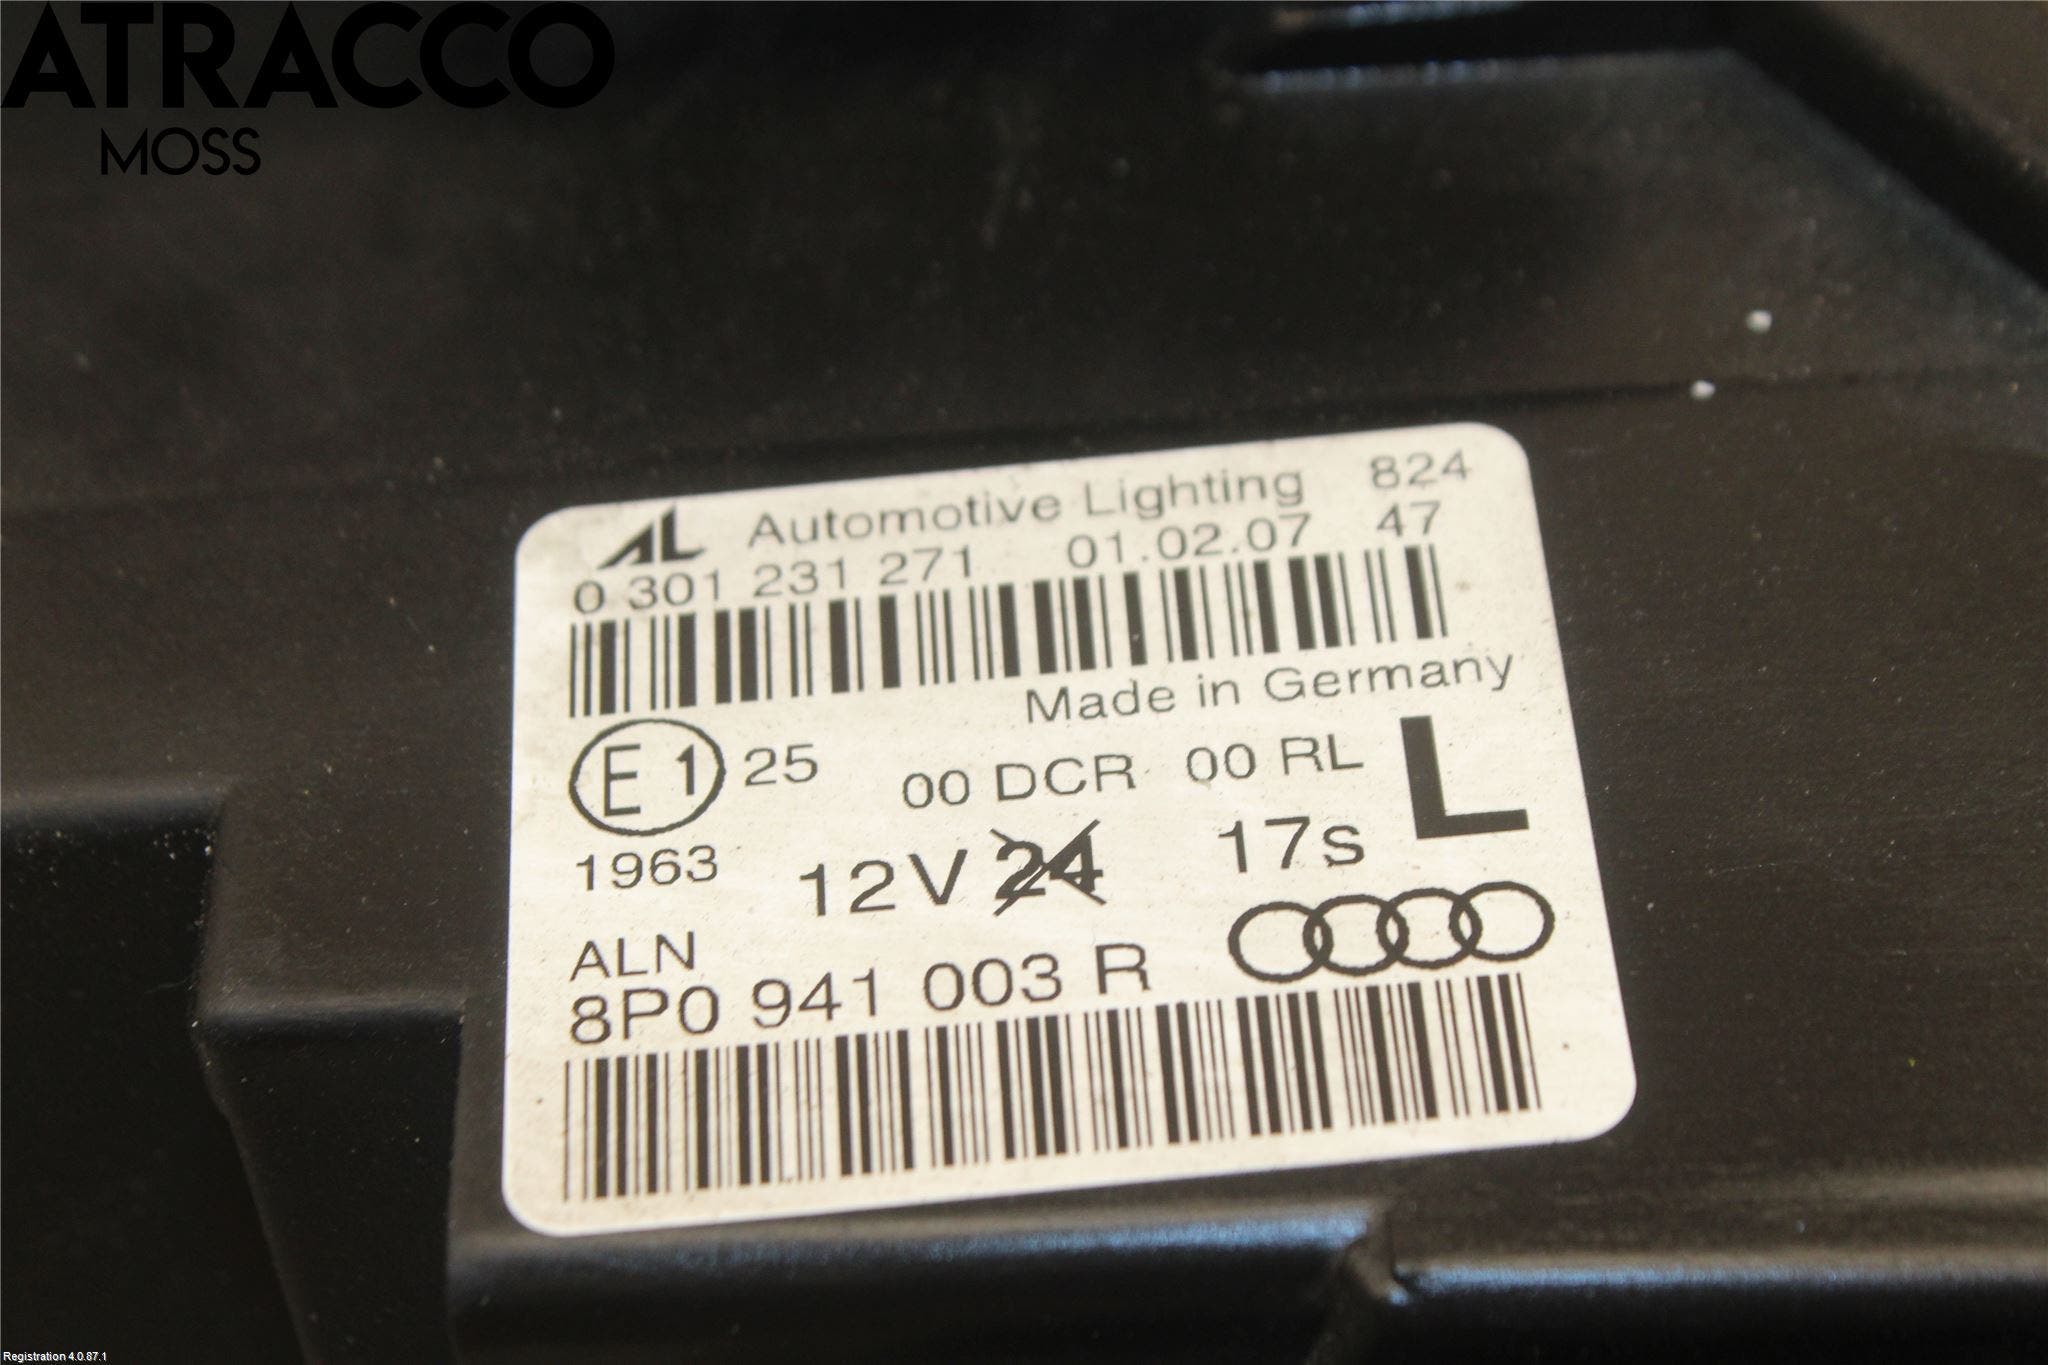 ATRACCO
MOSS
AL Automotive Lighting 824
0 301 231 271 01.02.07 47
Made in Germany
E1 25 00 DCR 00 RL L
1963 12V 24 17s
ALN
8P0 941 003 R
Registration 4.0.87.1